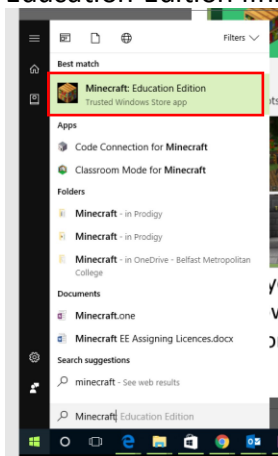 Filters
Best match
Minecraft: Education Edition
Trusted Windows Store app
Apps
Code Connection for Minecraft
Classroom Mode for Minecraft
Folders
Minecraft - in Prodigy
Minecraft - in Prodigy
Minecraft - in OneDrive - Belfast Metropolitan
College
Documents
Minecraft.one
Minecraft EE Assigning Licences.docx
Search suggestions
minecraft - See web results
Minecraft Education Edition